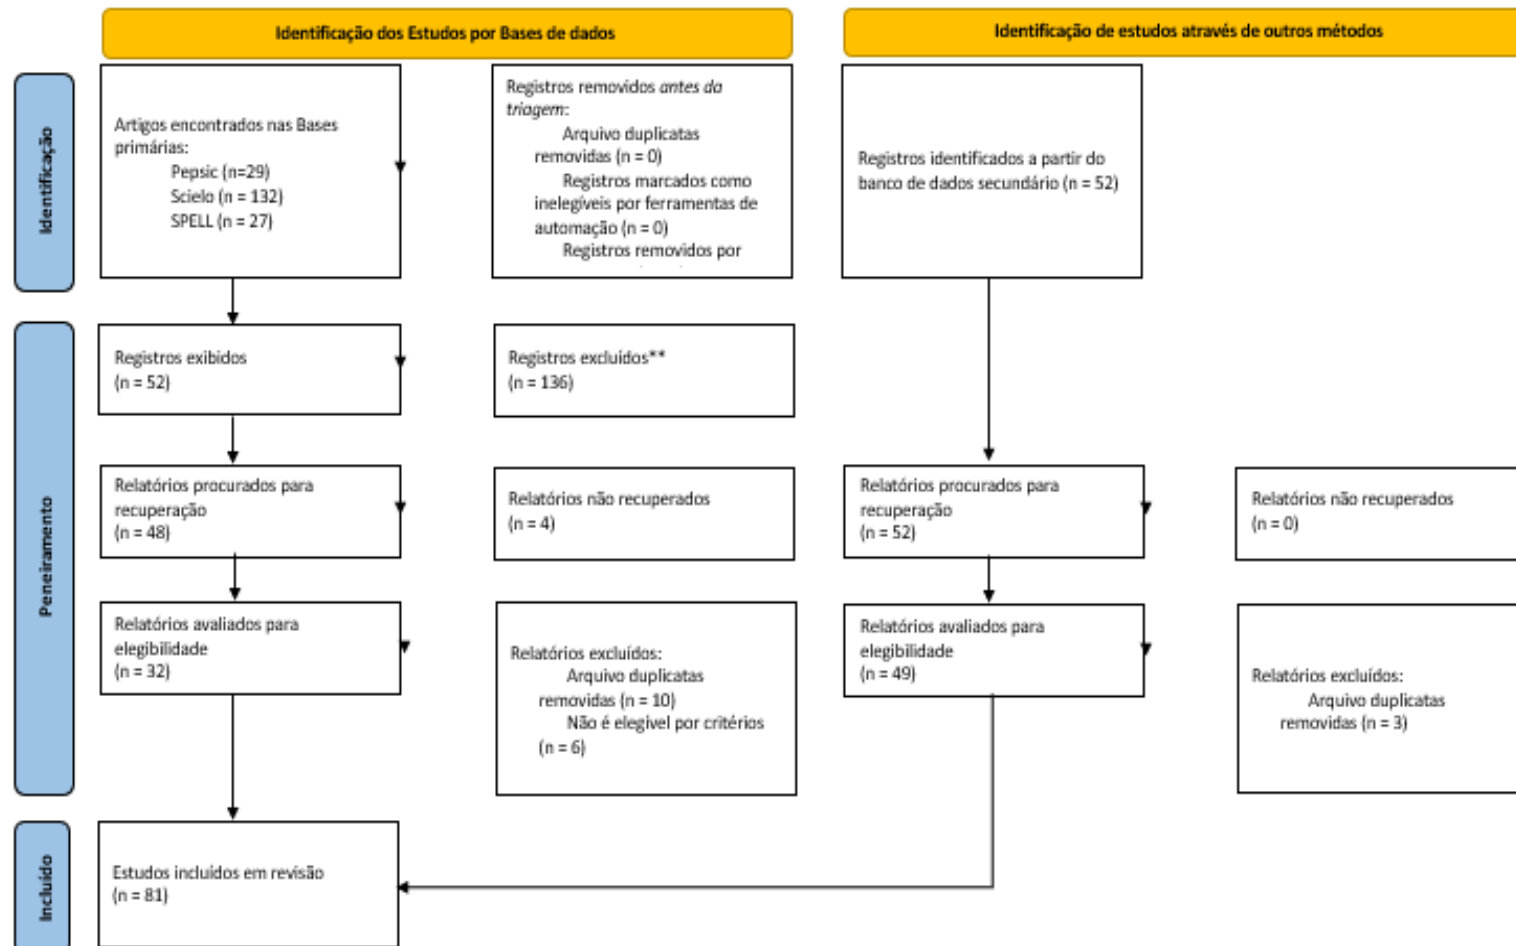 Identificação dos Estudos por Bases de dados
Identificação de estudos através de outros métodos
Identificação
Artigos encontrados nas Bases
primárias:
Pepsic (n=29)
Scielo (n = 132)
SPELL (n = 27)
Registros removidos antes da
triagem:
Arquivo duplicatas
removidas (n = 0)
Registros marcados como
inelegíveis por ferramentas de
automação (n = 0)
Registros removidos por
Registros identificados a partir do
banco de dados secundário (n = 52)
Peneiramento
Registros exibidos
(n = 52)
Registros excluídos**
(n = 136)
Relatórios procurados para
recuperação
(n = 48)
Relatórios não recuperados
(n = 4)
Relatórios procurados para
recuperação
(n = 52)
Relatórios não recuperados
(n = 0)
Relatórios avaliados para
elegibilidade
(n = 32)
Relatórios excluídos:
Arquivo duplicatas
removidas (n = 10)
Não é elegível por critérios
(n = 6)
Relatórios avaliados para
elegibilidade
(n = 49)
Relatórios excluídos:
Arquivo duplicatas
removidas (n = 3)
Incluído
Estudos incluídos em revisão
(n = 81)